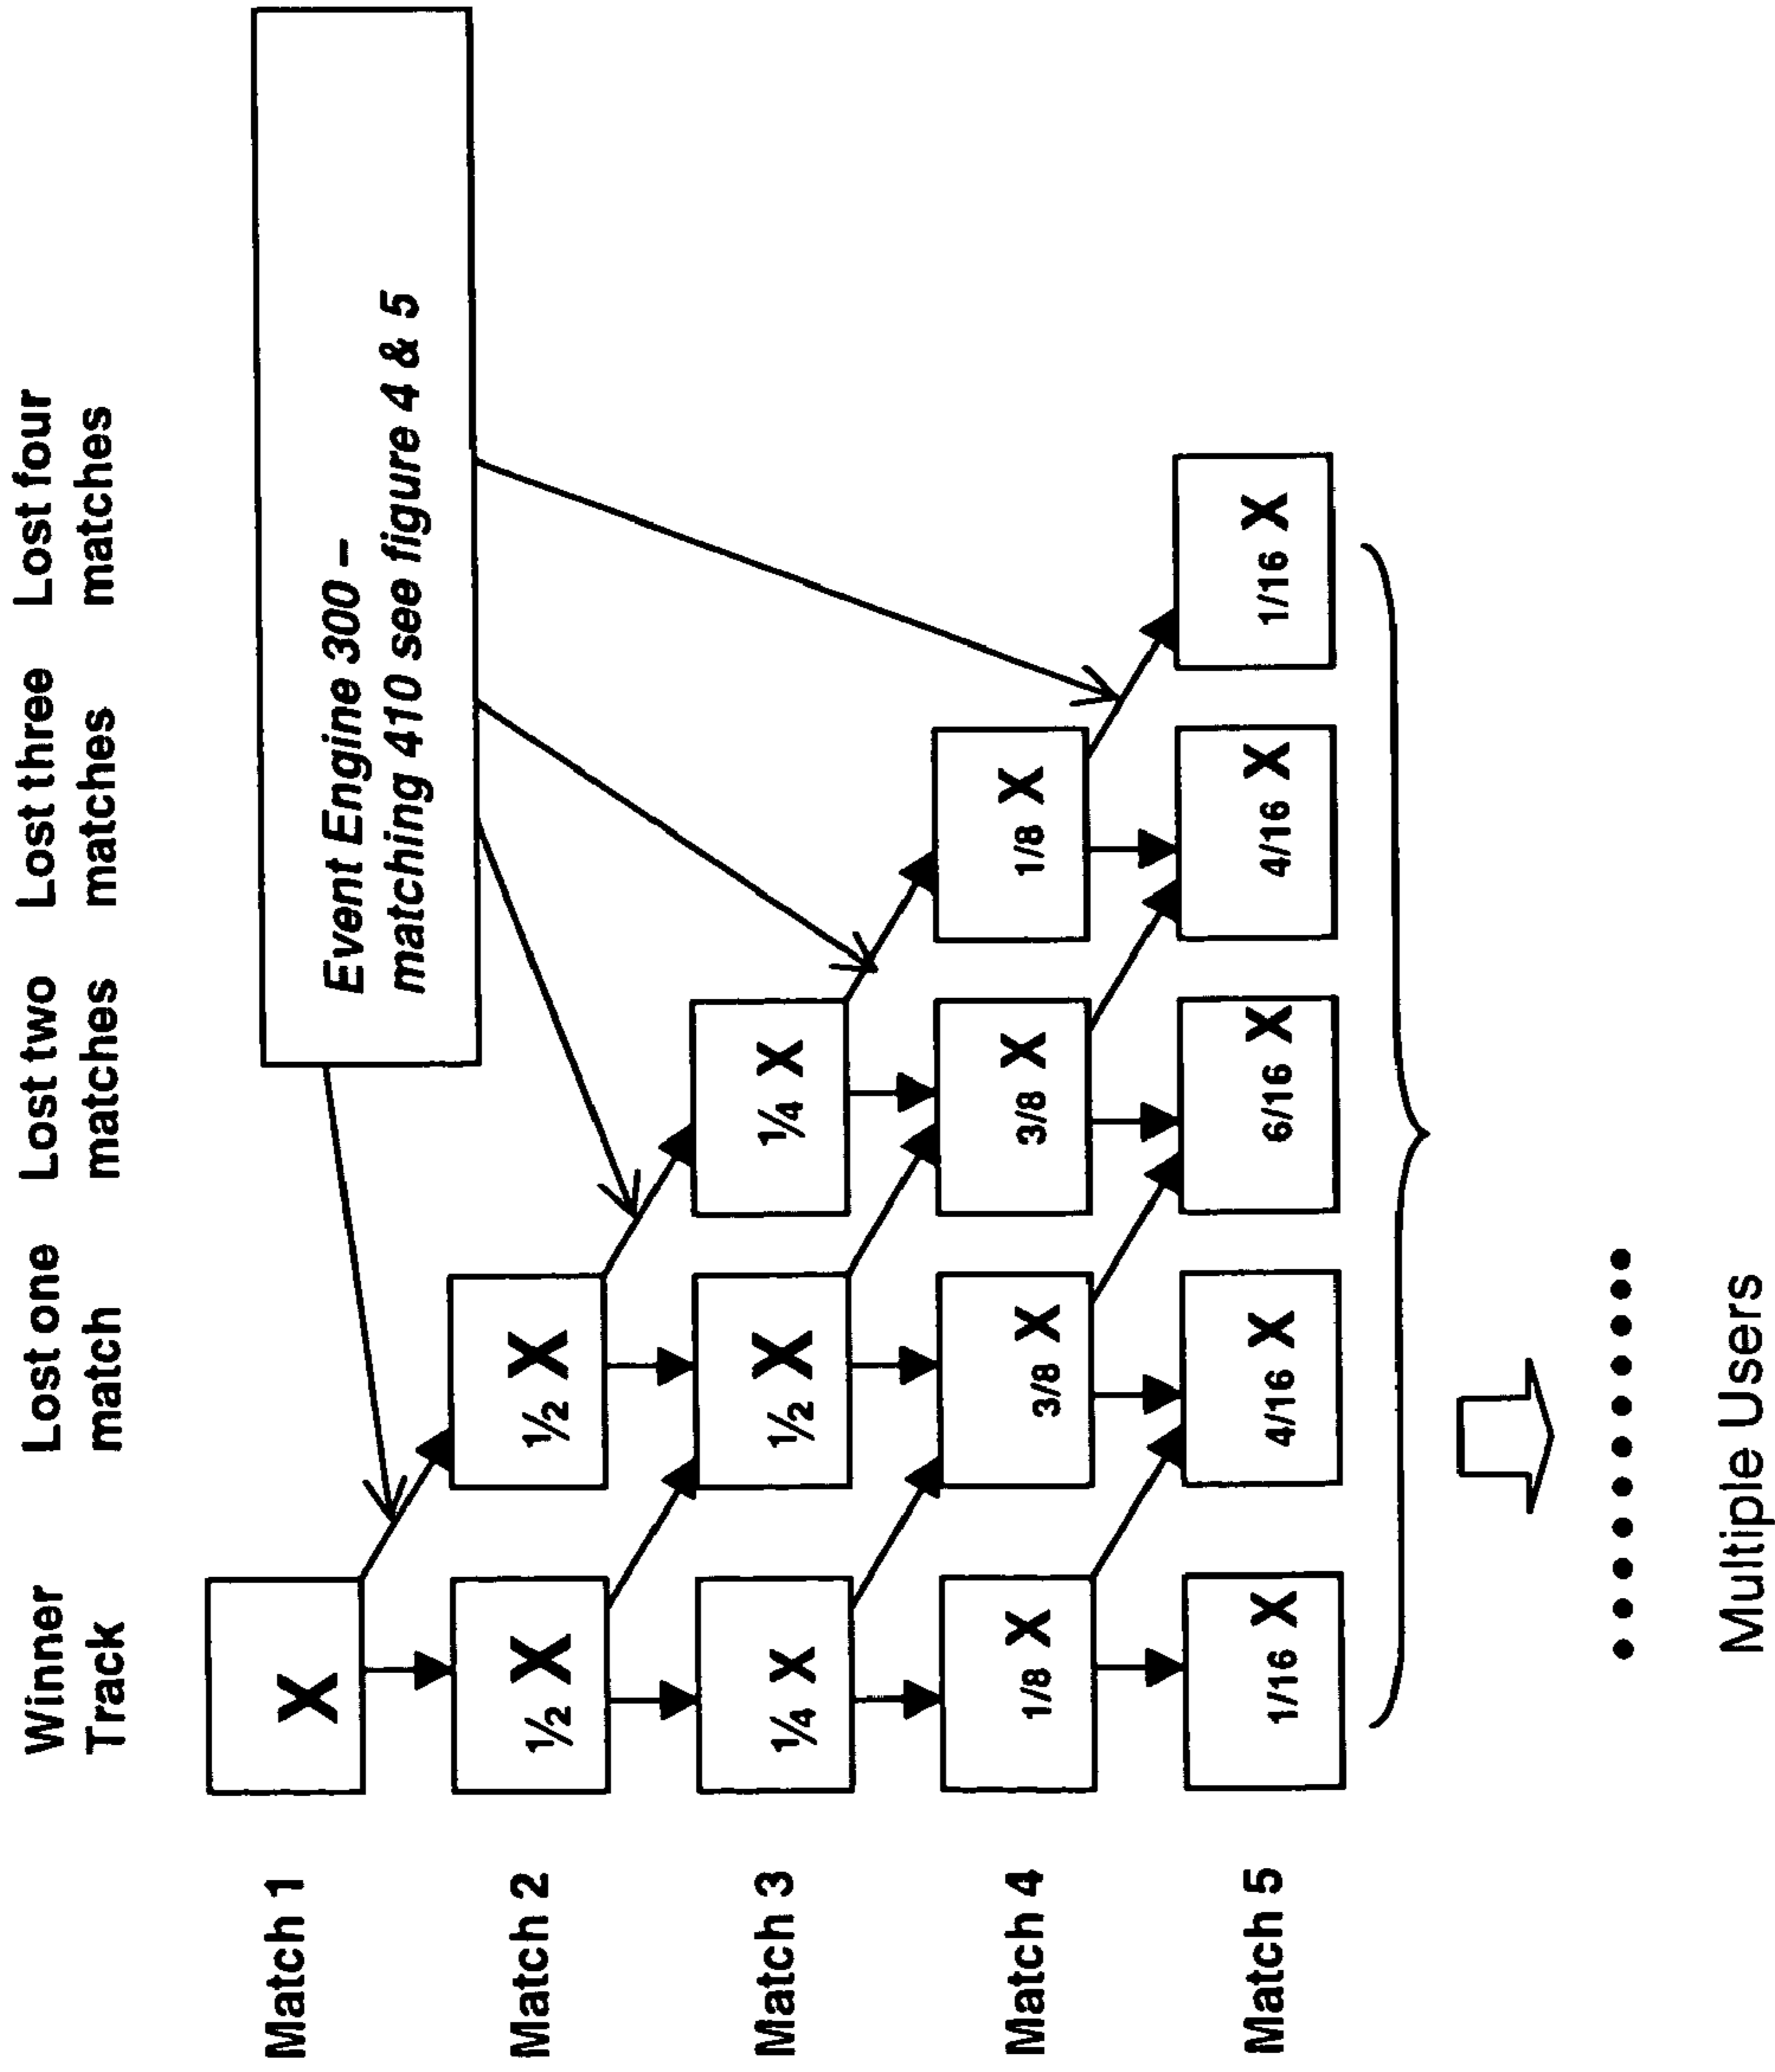 Winner Track
Lost one match
Lost two matches
Lost three matches
Lost four matches
Event Engine 300 –
matching 410 see figure 4 & 5
Match 1
X
Match 2
1/2 X
1/2 X
Match 3
1/4 X
1/2 X
1/4 X
Match 4
1/8 X
3/8 X
3/8 X
1/8 X
Match 5
1/16 X
4/16 X
6/16 X
4/16 X
1/16 X
Multiple Users